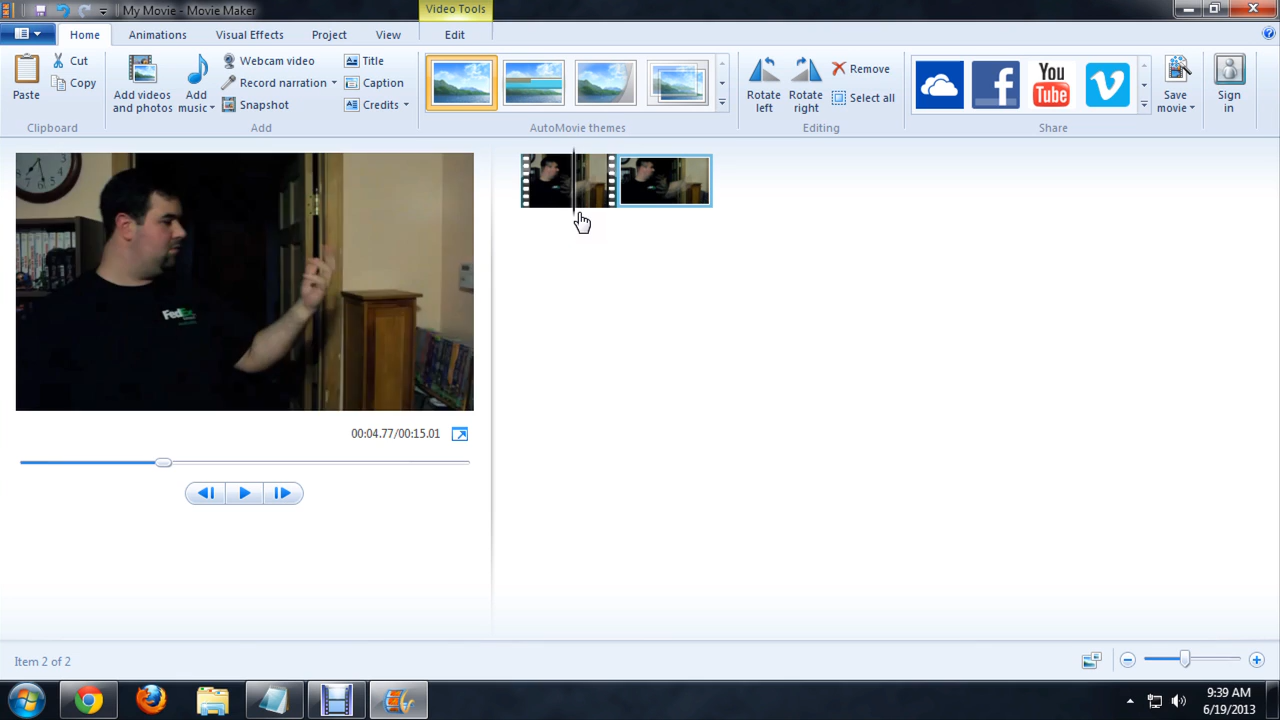 My Movie - Movie Maker
Video Tools
Home
Animations
Visual Effects
Project
View
Edit
Paste
Cut
Copy
Clipboard
Add videos and photos
Add music
Webcam video
Record narration
Snapshot
Title
Caption
Credits
Add
AutoMovie themes
Rotate left
Rotate right
Remove
Select all
Editing
f
You Tube
v
Share
Save movie
Sign in
FedEx
00:04.77/00:15.01
Item 2 of 2
9:39 AM
6/19/2013